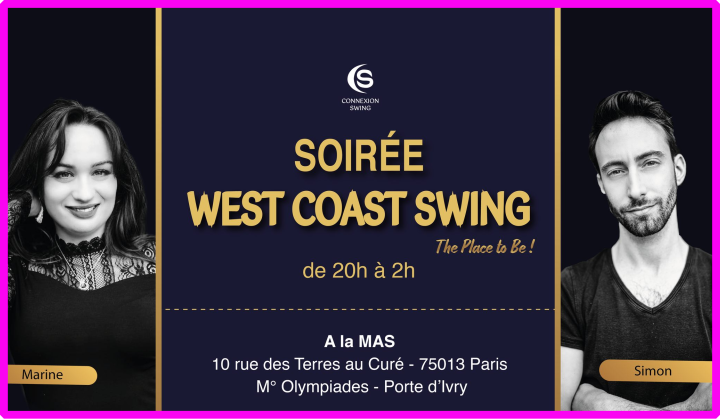 CONNEXION
SWING
SOIRÉE
WEST COAST SWING
The Place to Be !
de 20h à 2h
A la MAS
10 rue des Terres au Curé - 75013 Paris
M° Olympiades - Porte d'Ivry
Marine
Simon